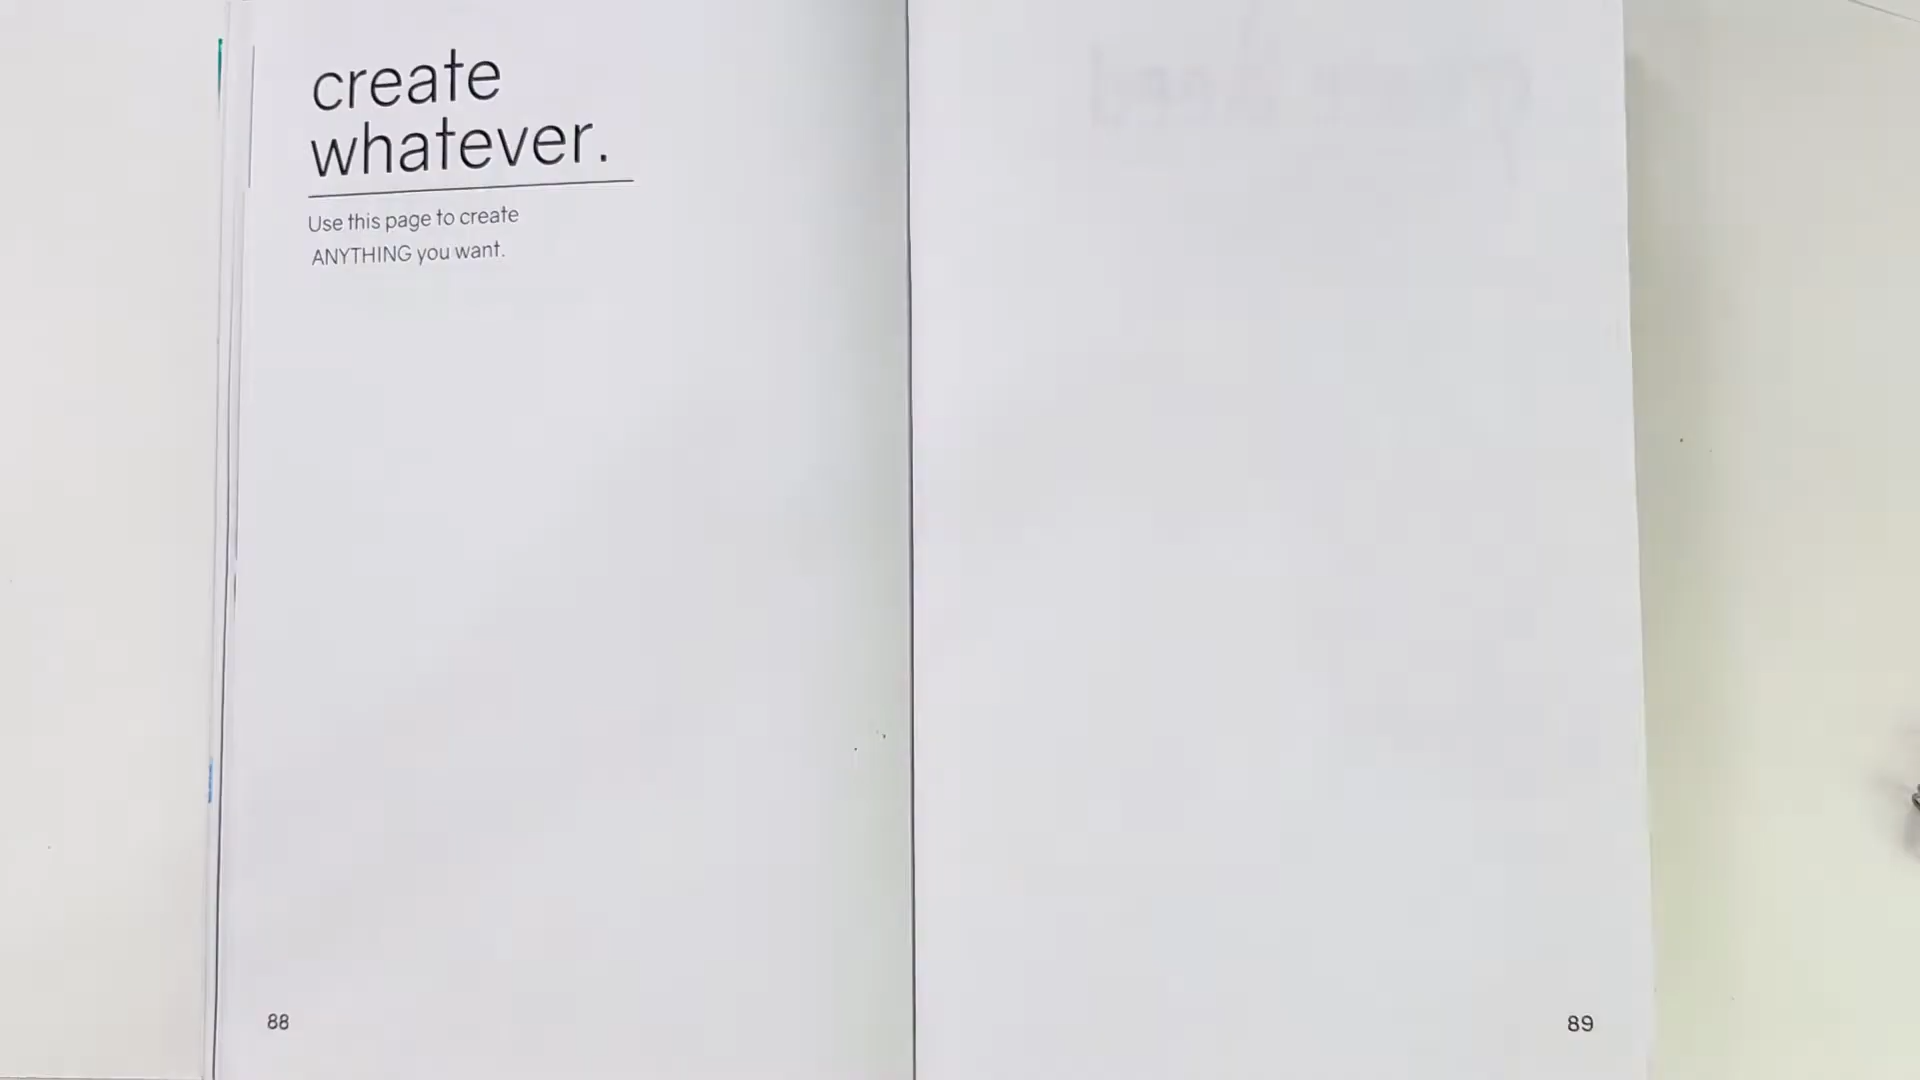 create
whatever.
Use this page to create
ANYTHING you want.
88
89